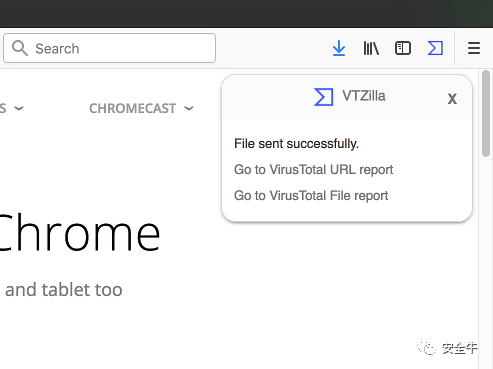 Search
VTZilla
X
File sent successfully.
Go to VirusTotal URL report
Go to VirusTotal File report
S
CHROMECAST
Chrome
and tablet too
安全牛